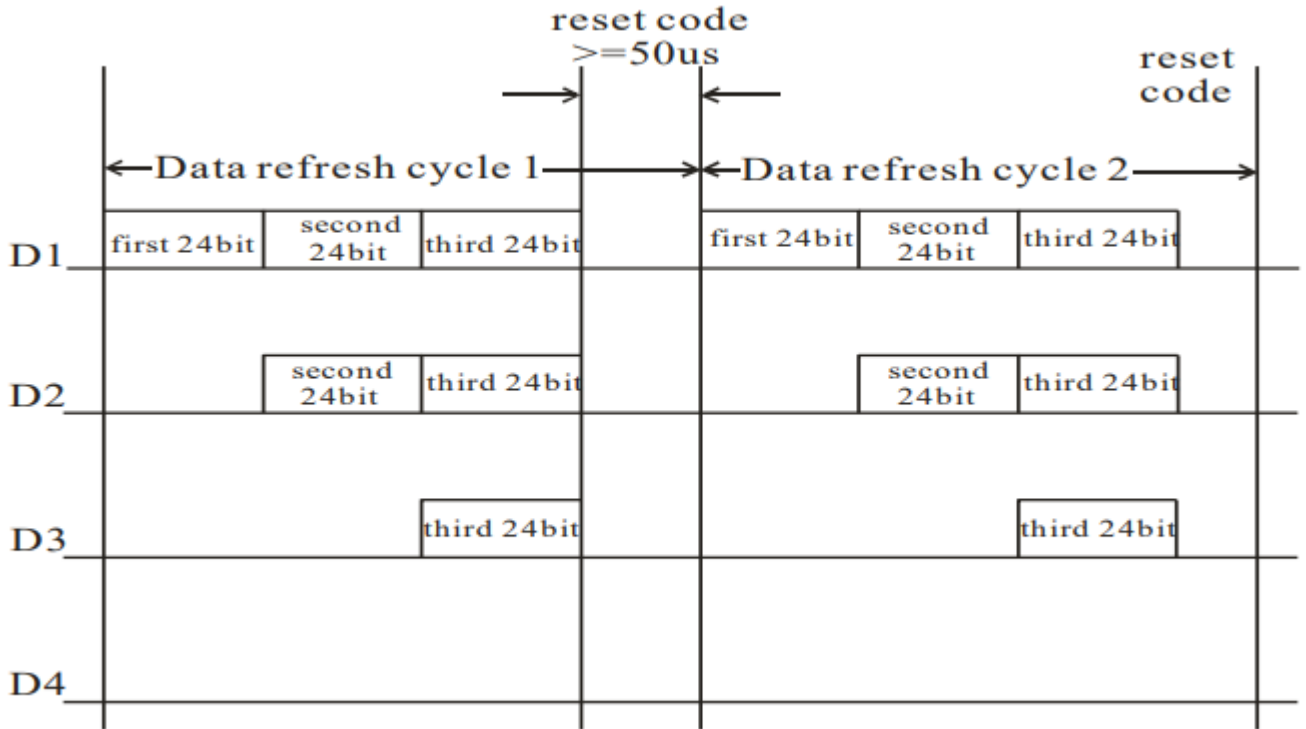 reset code
>=50us
reset
code
Data refresh cycle 1
Data refresh cycle 2
D1
first 24bit
second
24bit
third 24bit
first 24bit
second
24bit
third 24bit
D2
second
24bit
third 24bit
second
24bit
third 24bit
D3
third 24bit
third 24bit
D4